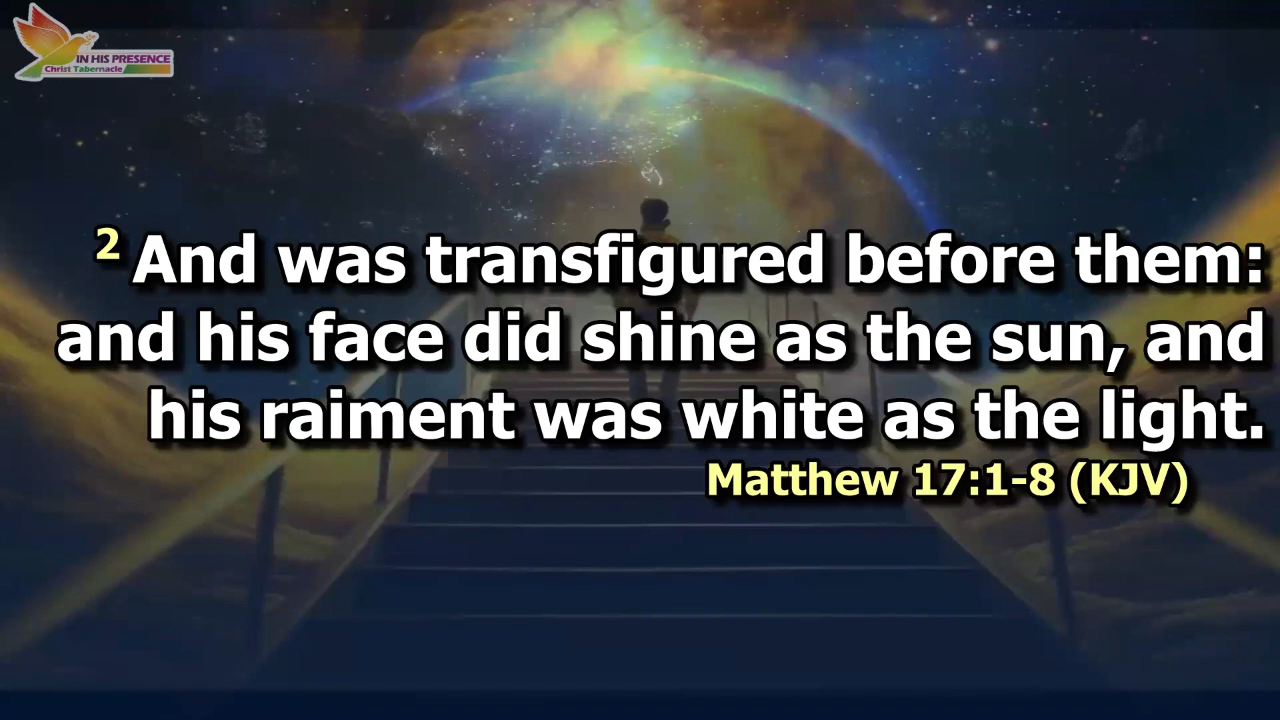 IN HIS PRESENCE
Christ Tabernacle
2 And was transfigured before them:
and his face did shine as the sun, and
his raiment was white as the light.
Matthew 17:1-8 (KJV)